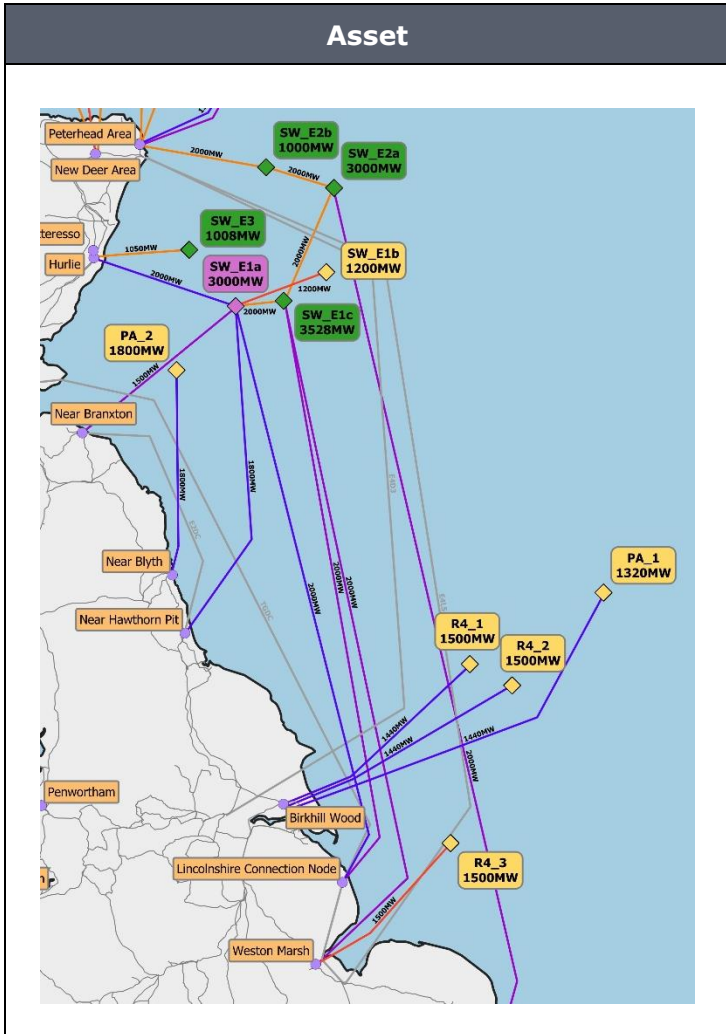 Asset
Peterhead Area
New Deer Area
2000MW
SW_E2b
1000MW
2000MW
SW_E2a
3000MW
teresso
Hurlie
1050MW
SW_E3
1008MW
2000MW
SW_E1a
3000MW
2000MW
1200MW
2000MW
SW_E1b
1200MW
SW_E1c
3528MW
PA_2
1800MW
1500MW
Near Branxton
1800MW
1800MW
E4D3
E2DC
Near Blyth
Near Hawthorn Pit
2000MW
2000MW
2000MW
PA_1
1320MW
R4_1
1500MW
R4_2
1500MW
1440MW
1440MW
1440MW
2000MW
Penwortham
Birkhill Wood
Lincolnshire Connection Node
R4_3
1500MW
1500MW
Weston Marsh